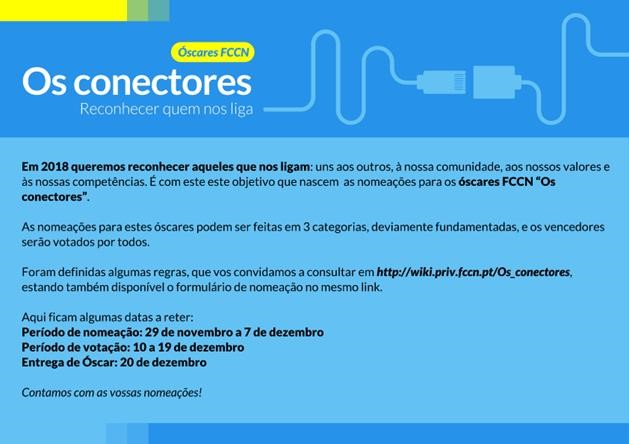 Óscares FCCN
Os conectores
Reconhecer quem nos liga
Em 2018 queremos reconhecer aqueles que nos ligam: uns aos outros, à nossa comunidade, aos nossos valores e
às nossas competências. É com este este objetivo que nascem as nomeações para os óscares FCCN “Os
conectores”.
As nomeações para estes óscares podem ser feitas em 3 categorias, deviamente fundamentadas, e os vencedores
serão votados por todos.
Foram definidas algumas regras, que vos convidamos a consultar em http://wiki.priv.fccn.pt/Os_conectores,
estando também disponível o formulário de nomeação no mesmo link.
Aqui ficam algumas datas a reter:
Período de nomeação: 29 de novembro a 7 de dezembro
Período de votação: 10 a 19 de dezembro
Entrega de Óscar: 20 de dezembro
Contamos com as vossas nomeações!